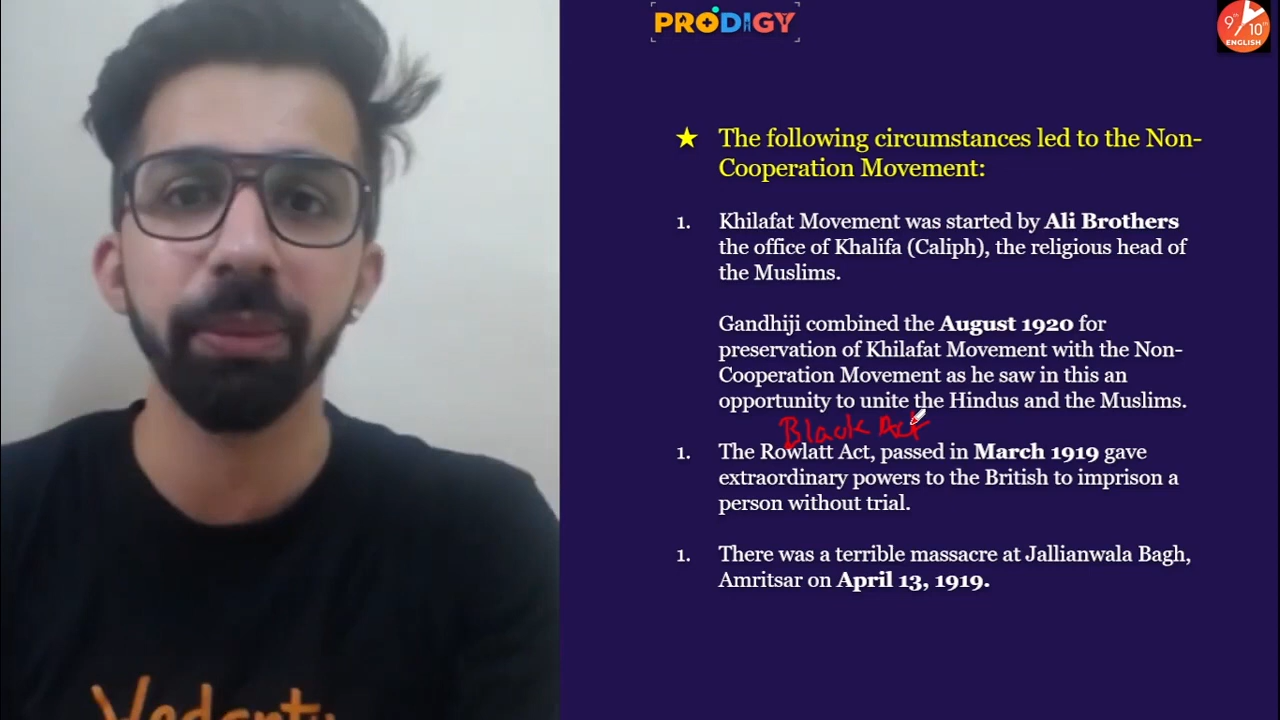 PRODIGY
9th/10th
ENGLISH
★ The following circumstances led to the Non-
Cooperation Movement:
1. Khilafat Movement was started by Ali Brothers
the office of Khalifa (Caliph), the religious head of
the Muslims.
Gandhiji combined the August 1920 for
preservation of Khilafat Movement with the Non-
Cooperation Movement as he saw in this an
opportunity to unite the Hindus and the Muslims.
Black Act
1. The Rowlatt Act, passed in March 1919 gave
extraordinary powers to the British to imprison a
person without trial.
1. There was a terrible massacre at Jallianwala Bagh,
Amritsar on April 13, 1919.
Vedantu